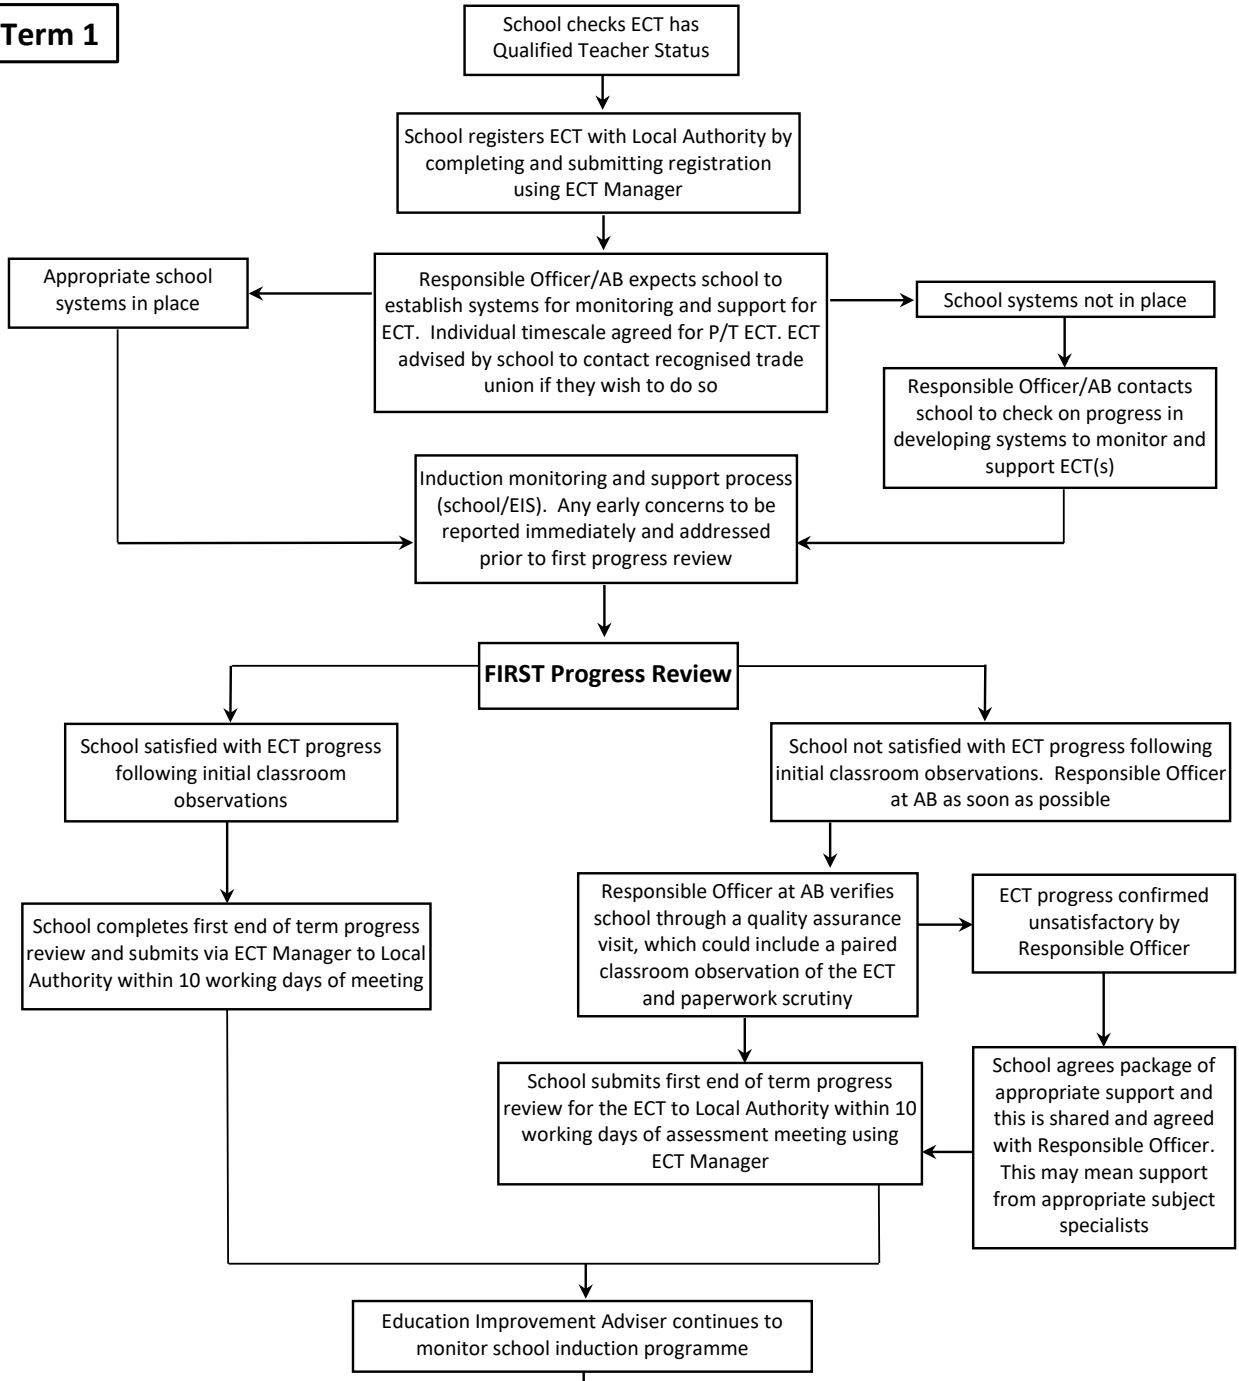 Term 1
School checks ECT has
Qualified Teacher Status
School registers ECT with Local Authority by
completing and submitting registration
using ECT Manager
Appropriate school
systems in place
Responsible Officer/AB expects school to
establish systems for monitoring and support for
ECT. Individual timescale agreed for P/T ECT. ECT
advised by school to contact recognised trade
union if they wish to do so
School systems not in place
Responsible Officer/AB contacts
school to check on progress in
developing systems to monitor and
support ECT(s)
Induction monitoring and support process
(school/EIS). Any early concerns to be
reported immediately and addressed
prior to first progress review
FIRST Progress Review
School satisfied with ECT progress
following initial classroom
observations
School not satisfied with ECT progress following
initial classroom observations. Responsible Officer
at AB as soon as possible
School completes first end of term progress
review and submits via ECT Manager to Local
Authority within 10 working days of meeting
Responsible Officer at AB verifies
school through a quality assurance
visit, which could include a paired
classroom observation of the ECT
and paperwork scrutiny
ECT progress confirmed
unsatisfactory by
Responsible Officer
School submits first end of term progress
review for the ECT to Local Authority within 10
working days of assessment meeting using
ECT Manager
School agrees package of
appropriate support and
this is shared and agreed
with Responsible Officer.
This may mean support
from appropriate subject
specialists
Education Improvement Adviser continues to
monitor school induction programme